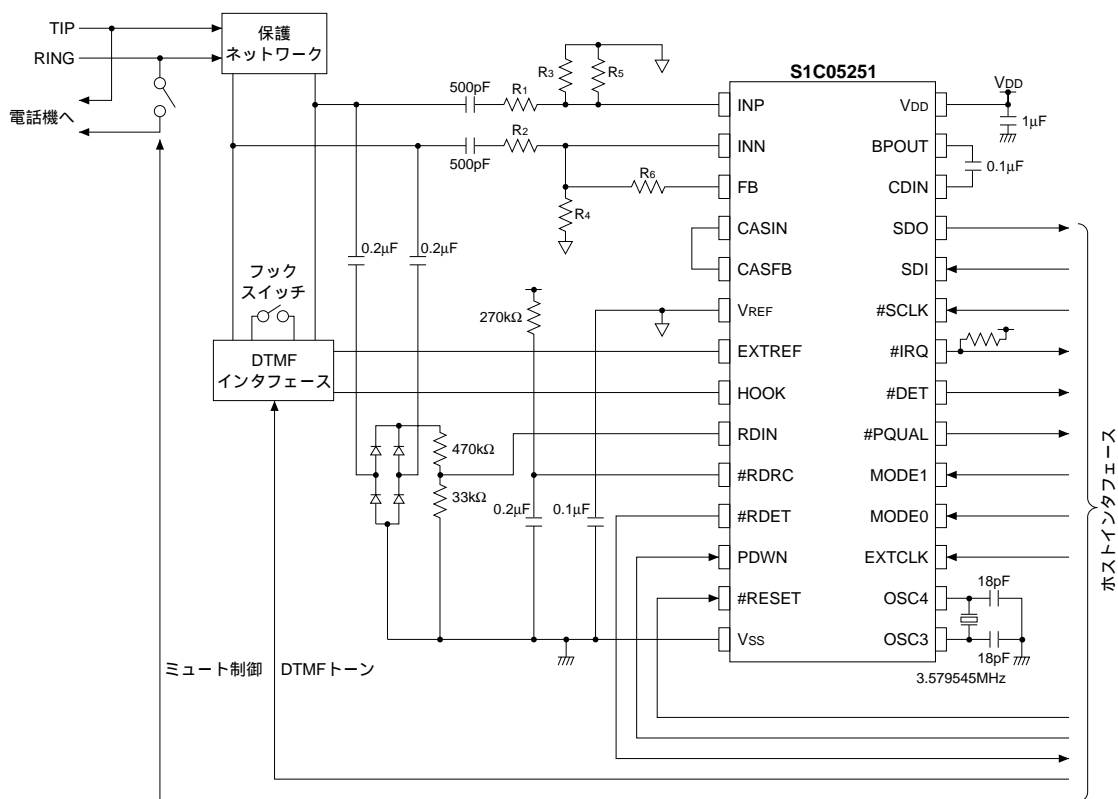 TIP
RING
電話機へ
保護
ネットワーク
500pF
R1
R3
R5
500pF
R2
R6
R4
0.2µF
0.2µF
フック
スイッチ
DTMF
インタフェース
270kΩ
470kΩ
33kΩ
0.2µF
0.1µF
ミュート制御
DTMFトーン
S1C05251
INP
INN
FB
CASIN
CASFB
VREF
EXTREF
HOOK
RDIN
#RDRC
#RDET
PDWN
#RESET
VSS
VDD
BPOUT
CDIN
SDO
SDI
#SCLK
#IRQ
#DET
#PQUAL
MODE1
MODE0
EXTCLK
OSC4
OSC3
VDD
1µF
0.1µF
18pF
18pF
3.579545MHz
ホストインタフェース